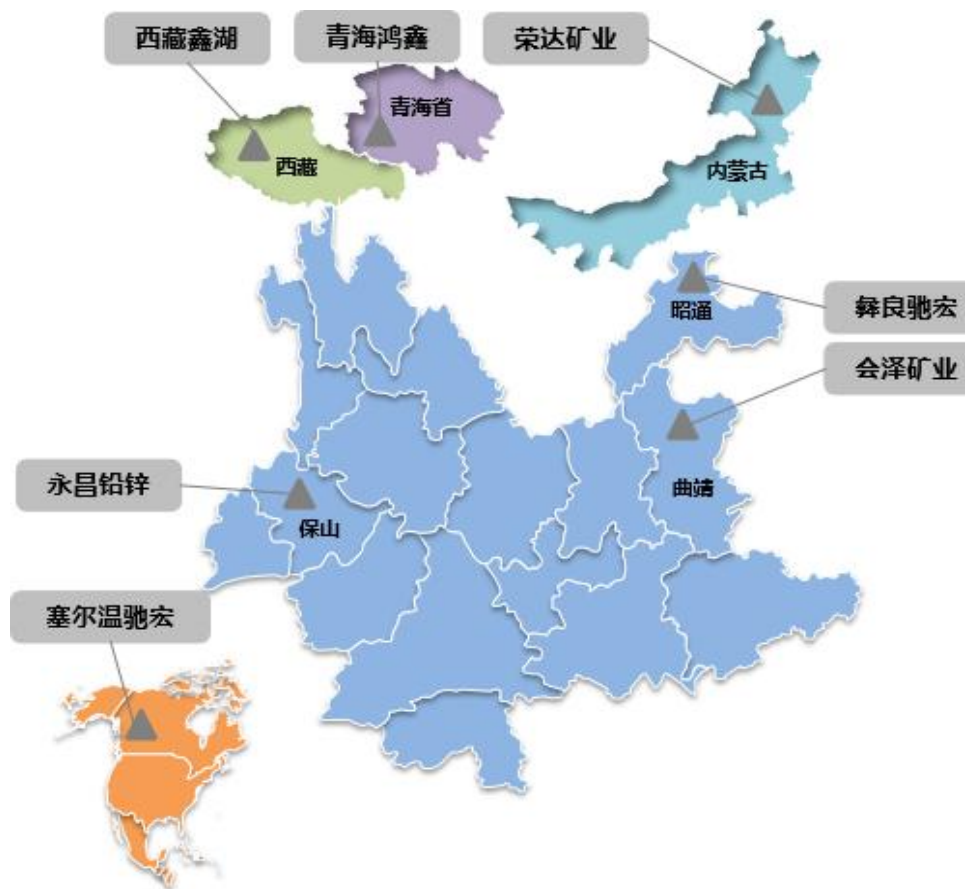 西藏鑫湖
青海鸿鑫
荣达矿业
青海省
西藏
内蒙古
彝良驰宏
昭通
会泽矿业
永昌铅锌
曲靖
保山
塞尔温驰宏